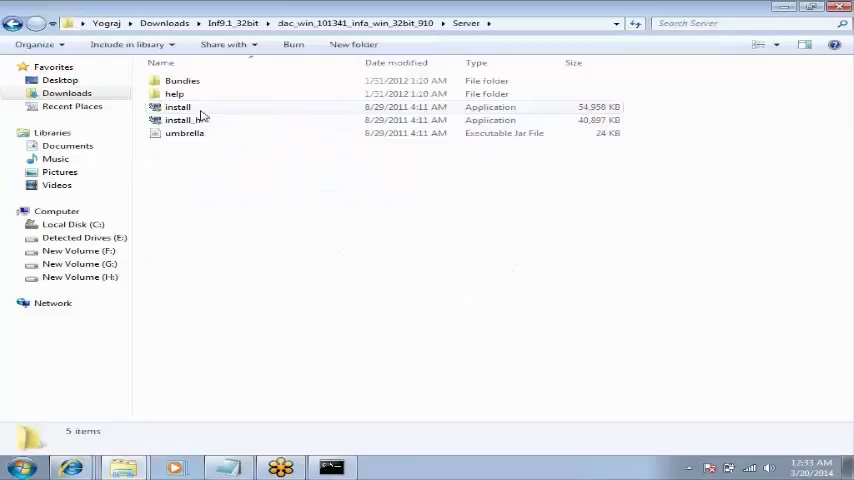 Yograj ▸ Downloads ▸ Inf9.1_32bit ▸ dac_win_101341_infa_win_32bit_910 ▸ Server ▸
Search Server
Organize Include in library Share with Burn New folder
Name Date modified Type Size
Favorites
Desktop
Downloads
Recent Places
Libraries
Documents
Music
Pictures
Videos
Computer
Local Disk (C:)
Detected Drives (E:)
New Volume (F:)
New Volume (G:)
New Volume (H:)
Network
Bundles 1/31/2012 1:10 AM File folder
help 1/31/2012 1:10 AM File folder
install 8/29/2011 4:11 AM Application 54,958 KB
8/29/2011 4:11 AM Application 40,897 KB
umbrella 8/29/2011 4:11 AM Executable Jar File 24 KB
5 items
12:33 AM
3/20/2014